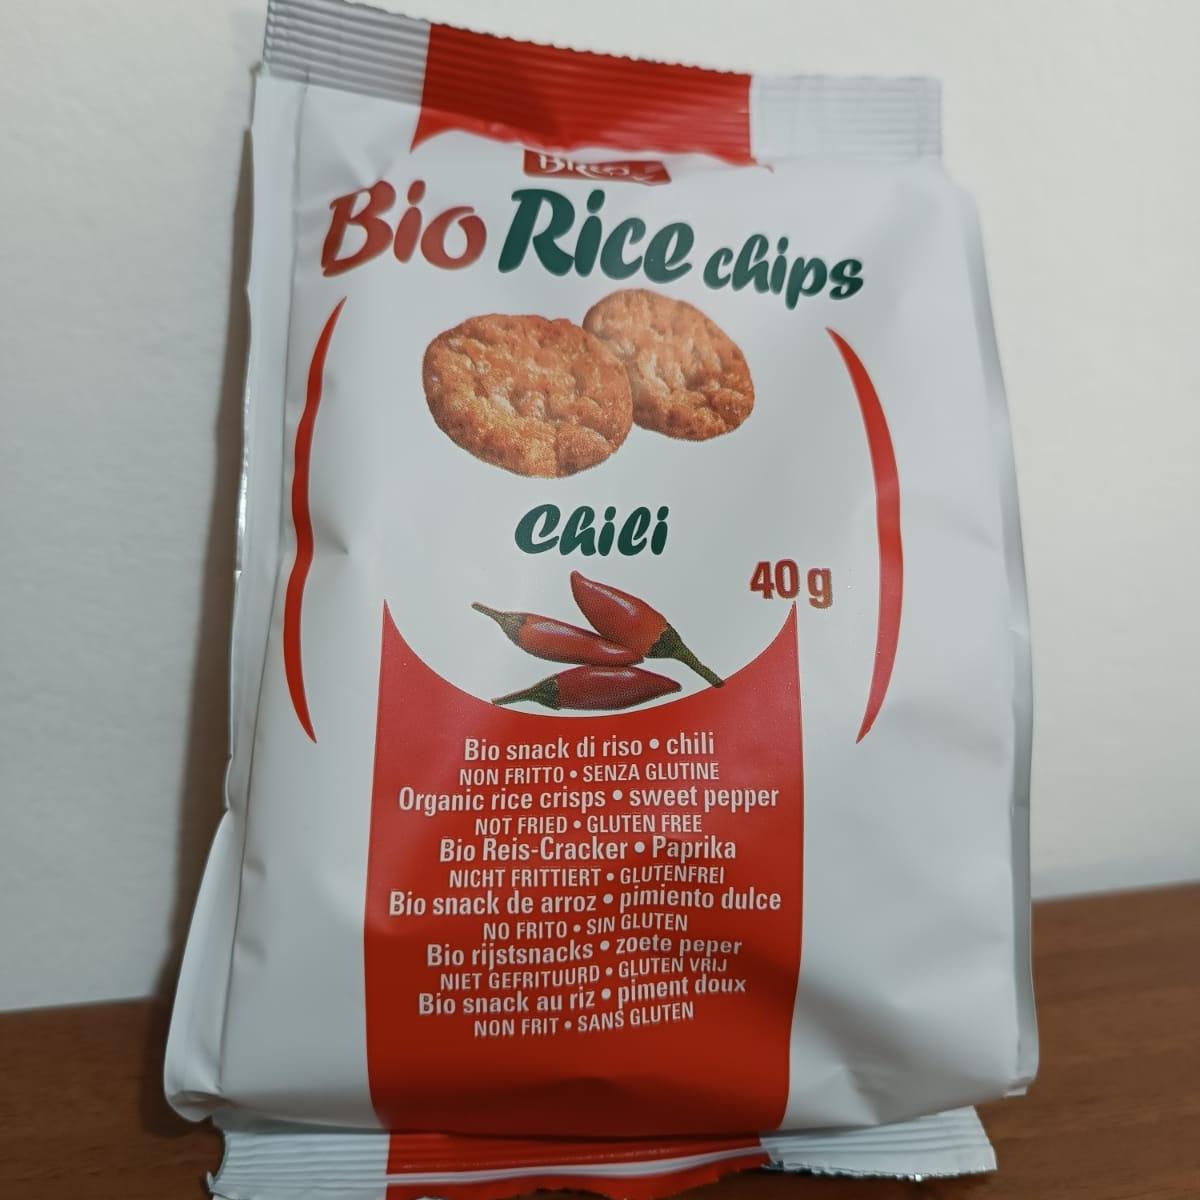 Bio Rice chips
Chili
40 g
Bio snack di riso • chili
NON FRITTO • SENZA GLUTINE
Organic rice crisps • sweet pepper
NOT FRIED • GLUTEN FREE
Bio Reis-Cracker • Paprika
NICHT FRITTIERT • GLUTENFREI
Bio snack de arroz • pimiento dulce
NO FRITO • SIN GLUTEN
Bio rijstsnacks • zoete peper
NIET GEFRITUURD • GLUTEN VRIJ
Bio snack au riz • piment doux
NON FRIT • SANS GLUTEN